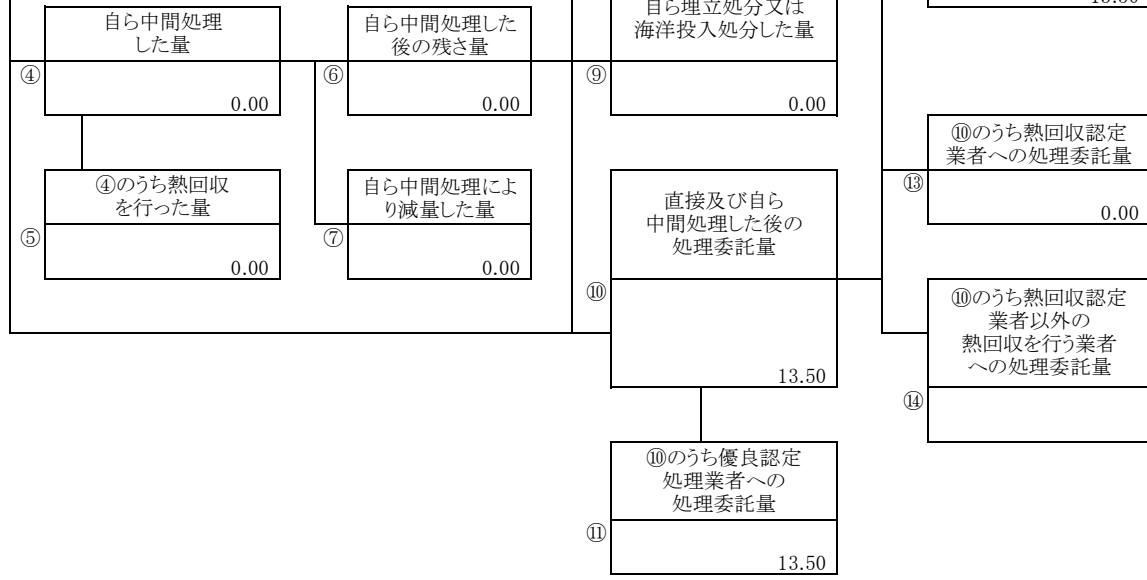 自ら中間処理
した量
④
0.00
自ら中間処理した
後の残さ量
⑥
0.00
自ら埋立処分又は
海洋投入処分した量
⑨
0.00
⑩のうち熱回収認定
業者への処理委託量
⑬
0.00
④のうち熱回収
を行った量
⑤
0.00
自ら中間処理によ
り減量した量
⑦
0.00
直接及び自ら
中間処理した後の
処理委託量
⑩
13.50
⑩のうち熱回収認定
業者以外の
熱回収を行う業者
への処理委託量
⑭
⑩のうち優良認定
処理業者への
処理委託量
⑪
13.50